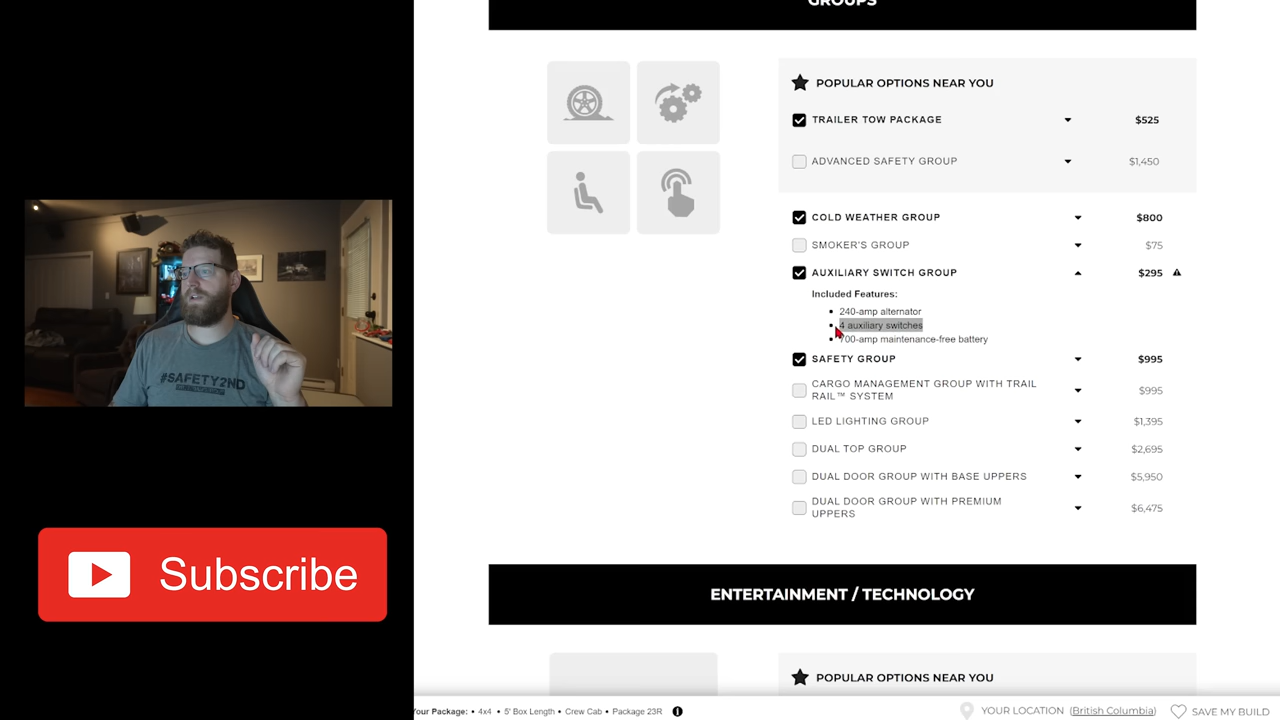 GROUPS
POPULAR OPTIONS NEAR YOU
TRAILER TOW PACKAGE $525
ADVANCED SAFETY GROUP $1,450
COLD WEATHER GROUP $800
SMOKER'S GROUP $75
AUXILIARY SWITCH GROUP $295
Included Features:
• 240-amp alternator
• 4 auxiliary switches
• 700-amp maintenance-free battery
SAFETY GROUP $995
CARGO MANAGEMENT GROUP WITH TRAIL
RAIL™ SYSTEM $995
LED LIGHTING GROUP $1,395
DUAL TOP GROUP $2,695
DUAL DOOR GROUP WITH BASE UPPERS $5,950
DUAL DOOR GROUP WITH PREMIUM
UPPERS $6,475
ENTERTAINMENT / TECHNOLOGY
POPULAR OPTIONS NEAR YOU
Your Package: • 4x4 • 5' Box Length • Crew Cab • Package 23R
YOUR LOCATION (British Columbia)
SAVE MY BUILD
#SAFETY2ND
Subscribe